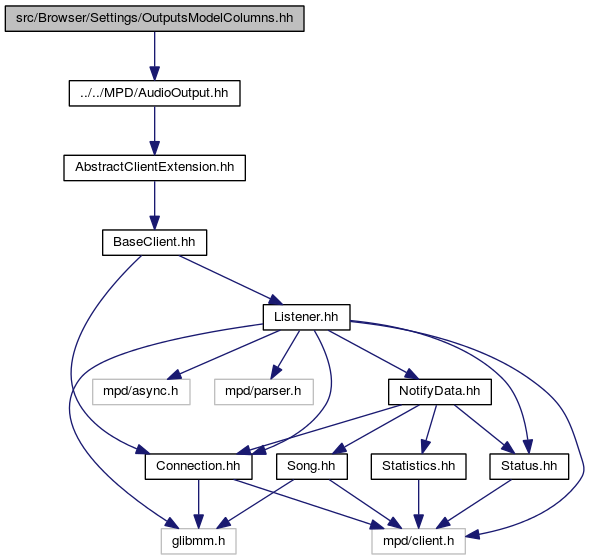 src/Browser/Settings/OutputsModelColumns.hh
../../MPD/AudioOutput.hh
AbstractClientExtension.hh
BaseClient.hh
Listener.hh
mpd/async.h
mpd/parser.h
NotifyData.hh
Connection.hh
Song.hh
Statistics.hh
Status.hh
glibmm.h
mpd/client.h